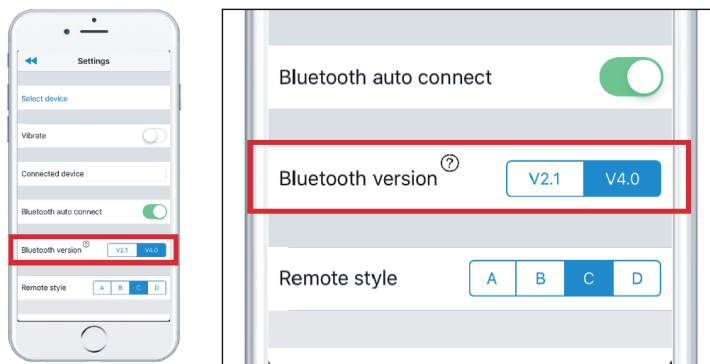 Settings
Select device
Vibrate
Connected device
Bluetooth auto connect
Bluetooth version ? V2.1 V4.0
Remote style A B C D
Bluetooth auto connect
Bluetooth version ? V2.1 V4.0
Remote style A B C D